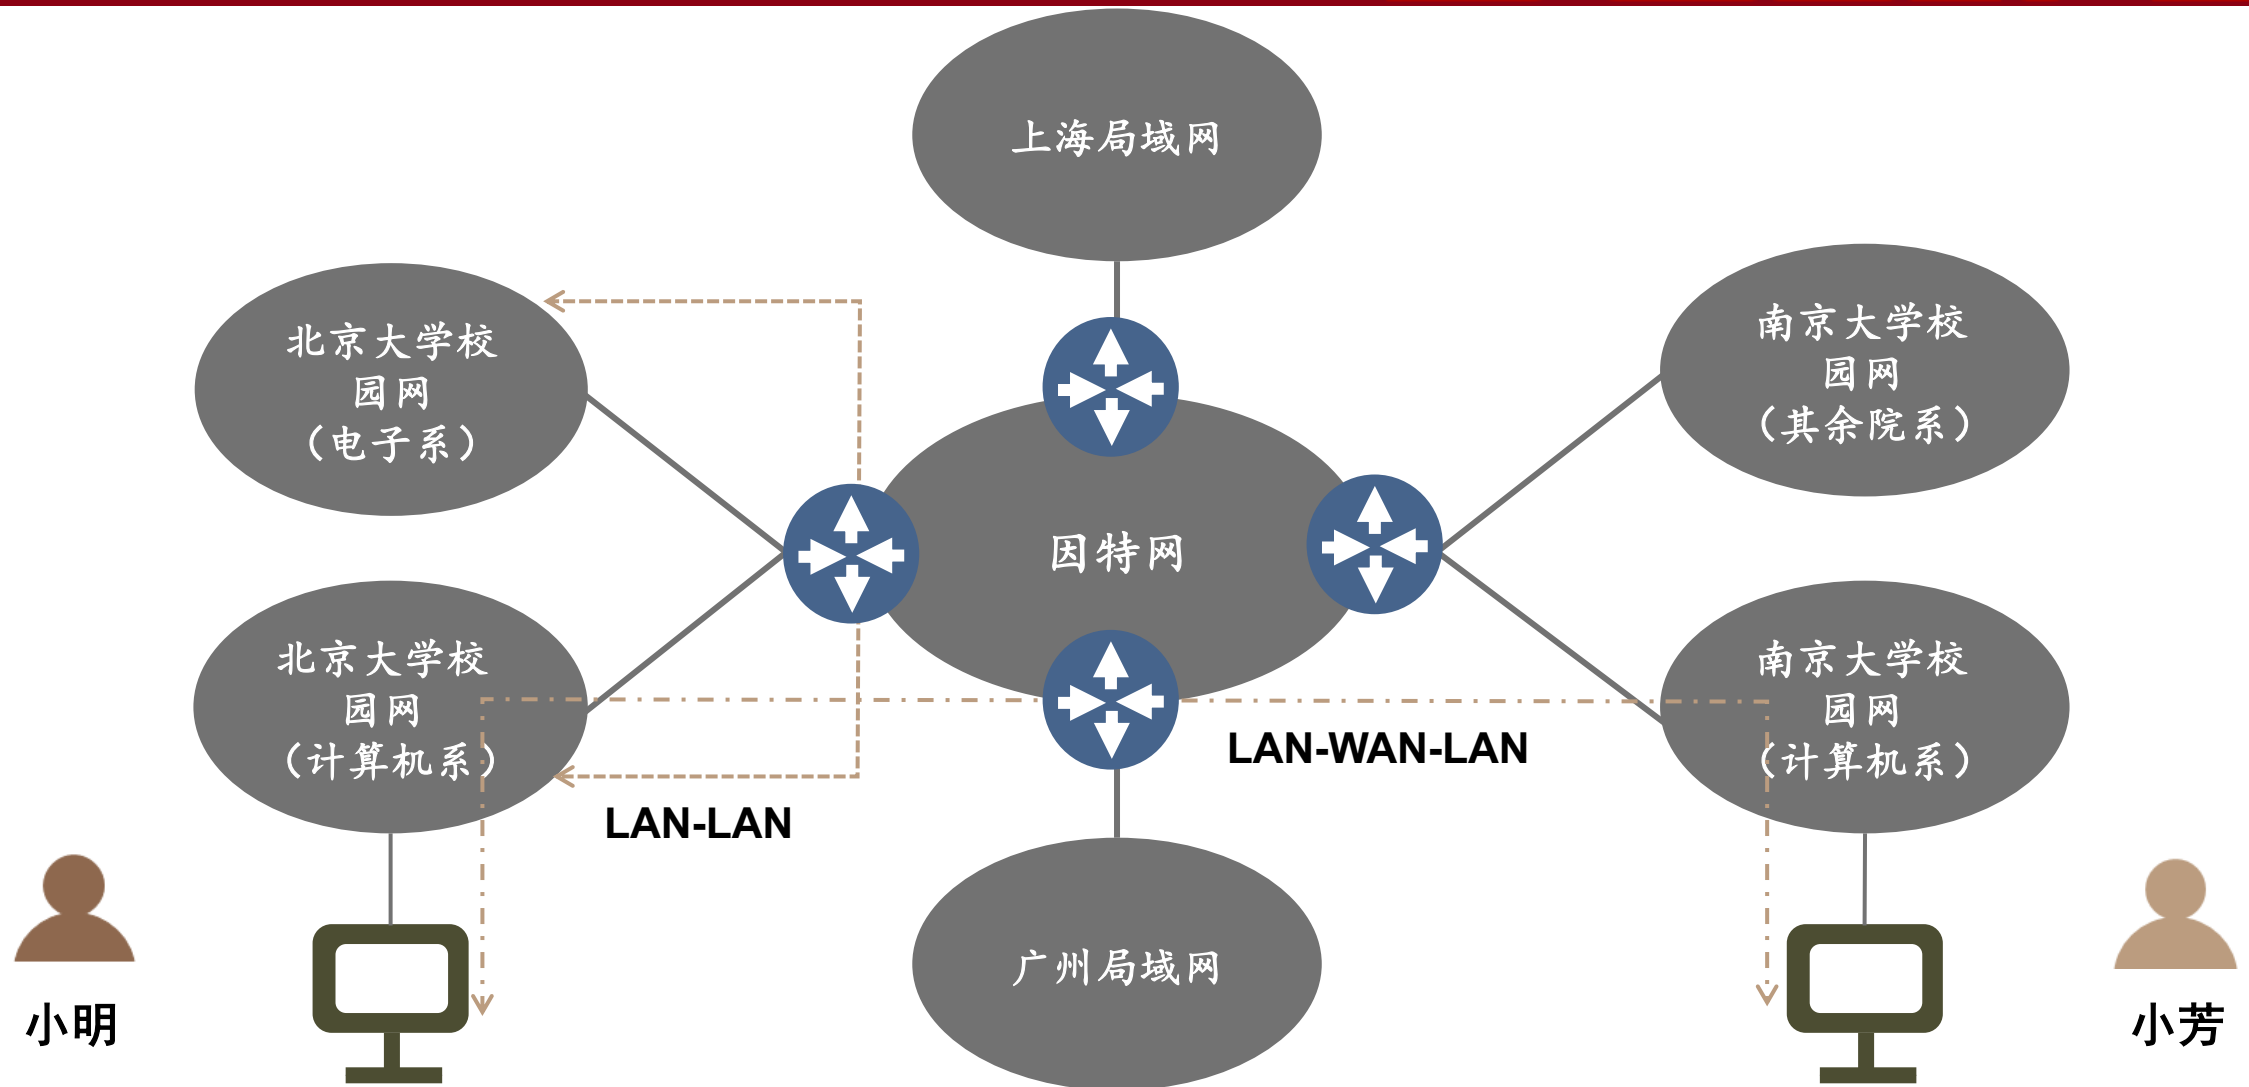 上海局域网
北京大学校
园网
（电子系）
南京大学校
园网
（其余院系）
因特网
北京大学校
园网
（计算机系）
南京大学校
园网
（计算机系）
LAN-WAN-LAN
LAN-LAN
广州局域网
小明
小芳